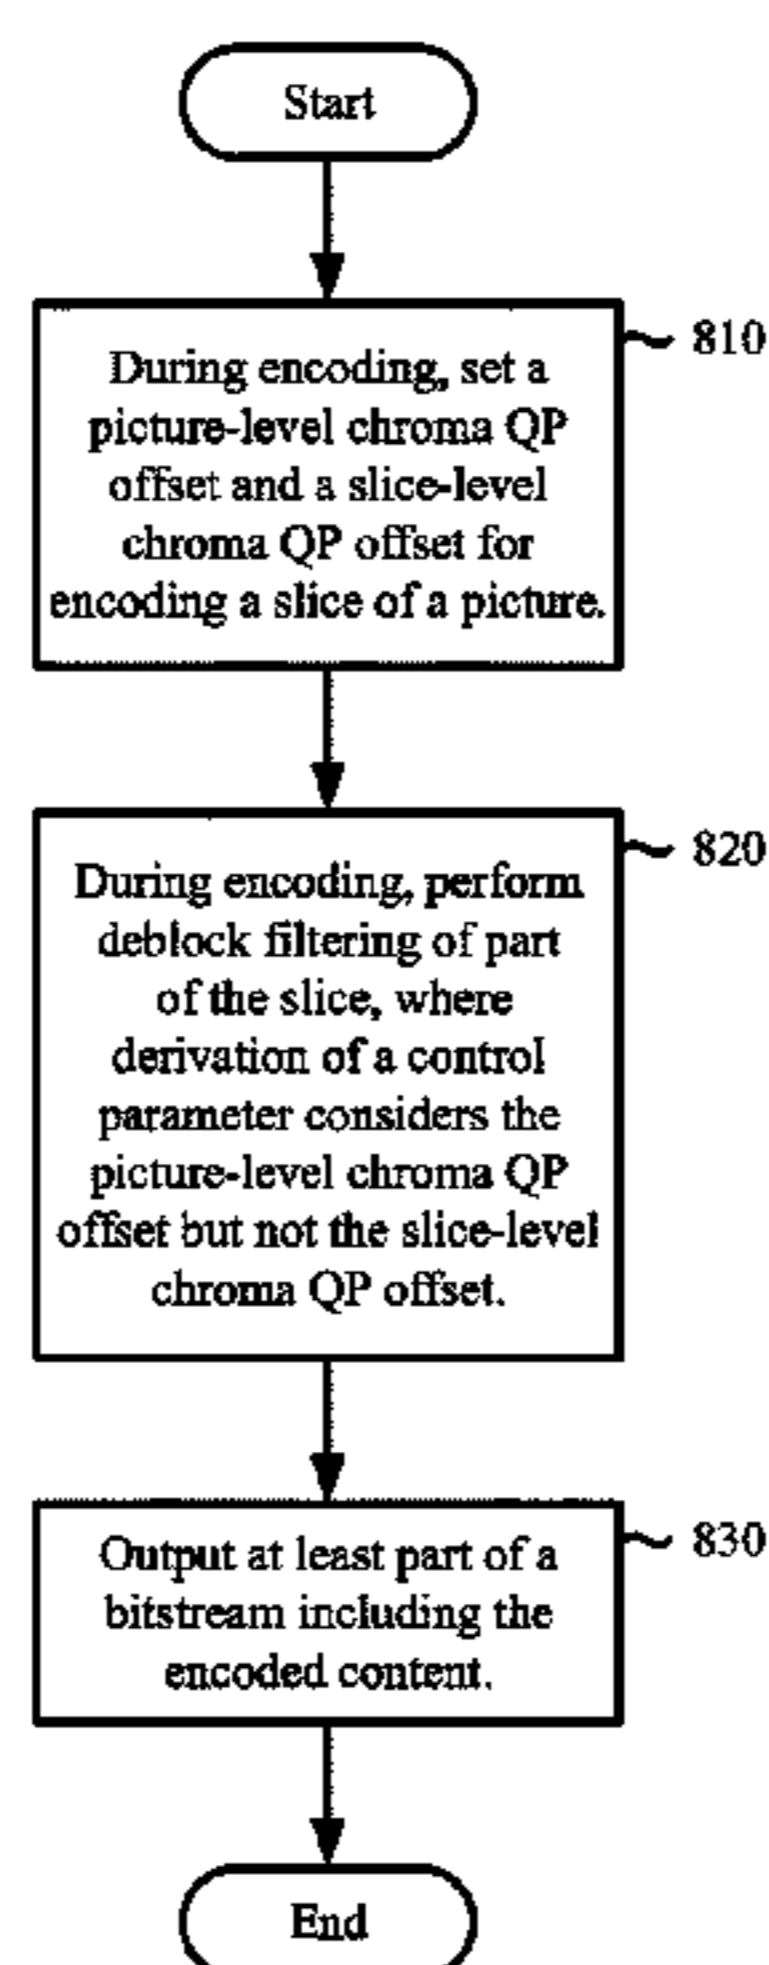 Start
During encoding, set a
picture-level chroma QP
offset and a slice-level
chroma QP offset for
encoding a slice of a picture.
810
During encoding, perform
deblock filtering of part
of the slice, where
derivation of a control
parameter considers the
picture-level chroma QP
offset but not the slice-level
chroma QP offset.
820
Output at least part of a
bitstream including the
encoded content.
830
End